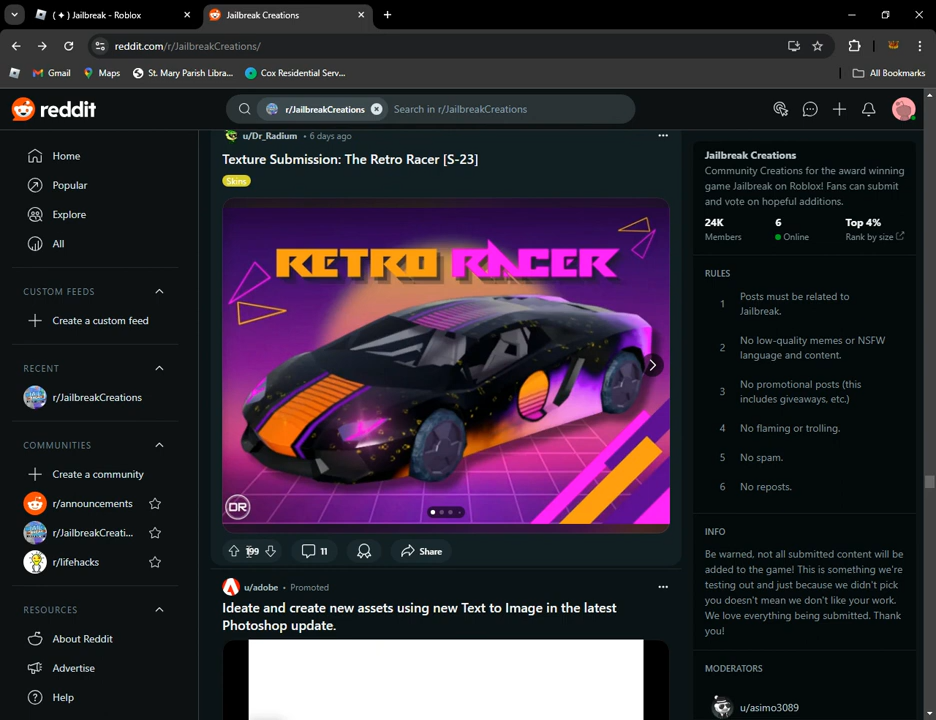 ( ✦ ) Jailbreak - Roblox
Jailbreak Creations
reddit.com/r/JailbreakCreations/
Gmail
Maps
St. Mary Parish Libra...
Cox Residential Serv...
All Bookmarks
reddit
r/JailbreakCreations
Search in r/JailbreakCreations
Home
Popular
Explore
All
CUSTOM FEEDS
Create a custom feed
RECENT
r/JailbreakCreations
COMMUNITIES
Create a community
r/announcements
r/JailbreakCreati...
r/lifehacks
RESOURCES
About Reddit
Advertise
Help
u/Dr_Radium • 6 days ago
Texture Submission: The Retro Racer [S-23]
Skins
RETRO RACER
DR
199
11
Share
u/adobe • Promoted
Ideate and create new assets using new Text to Image in the latest
Photoshop update.
Jailbreak Creations
Community Creations for the award winning
game Jailbreak on Roblox! Fans can submit
and vote on hopeful additions.
24K
6
Top 4%
Members
Online
Rank by size
RULES
1 Posts must be related to
Jailbreak.
2 No low-quality memes or NSFW
language and content.
3 No promotional posts (this
includes giveaways, etc.)
4 No flaming or trolling.
5 No spam.
6 No reposts.
INFO
Be warned, not all submitted content will be
added to the game! This is something we're
testing out and just because we didn't pick
you doesn't mean we don't like your work.
We love everything being submitted. Thank
you!
MODERATORS
u/asimo3089